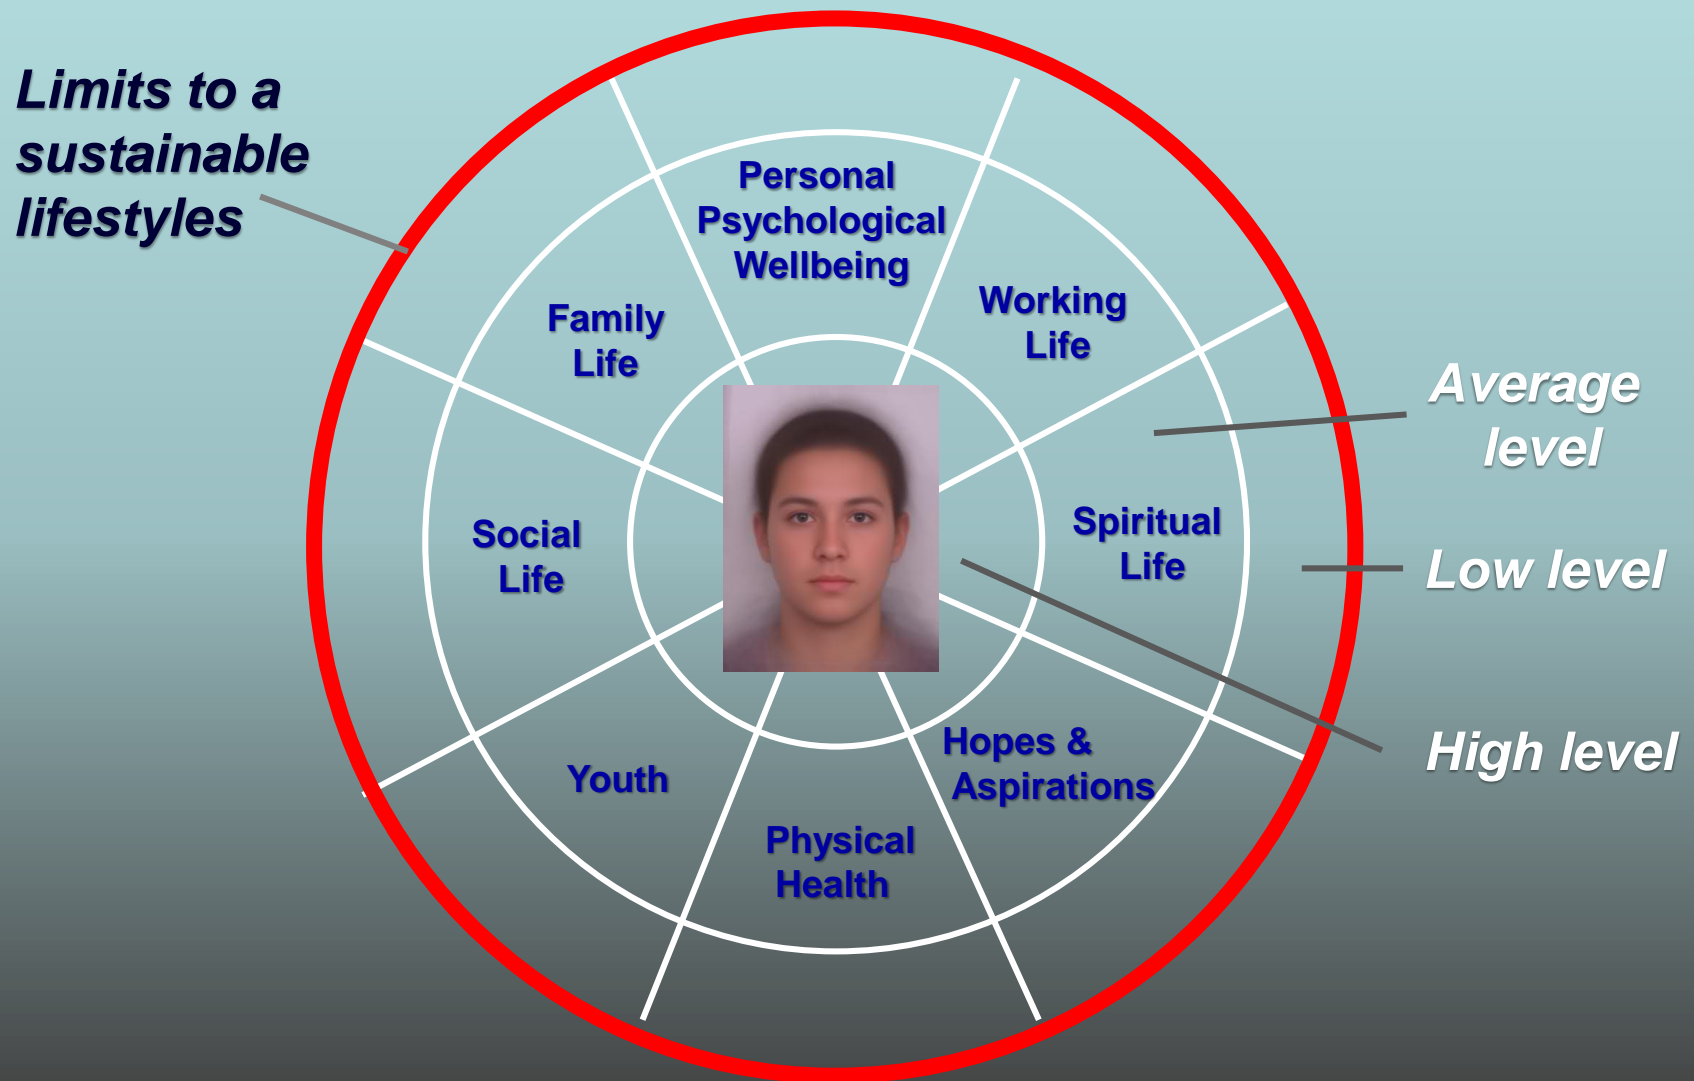 Limits to a
sustainable
lifestyles
Personal
Psychological
Wellbeing
Working
Life
Family
Life
Average
level
Social
Life
Spiritual
Life
Low level
Hopes &
Aspirations
High level
Youth
Physical
Health